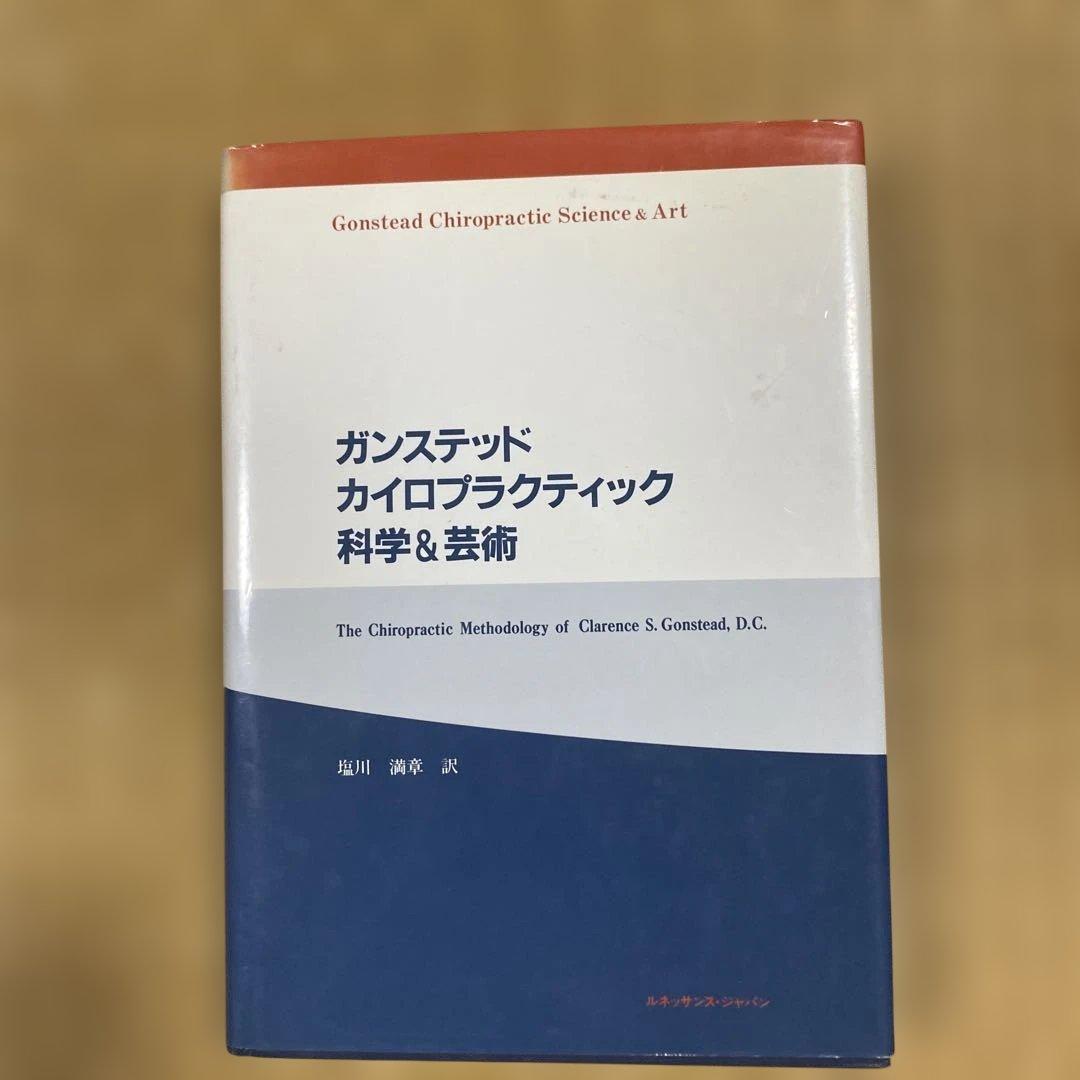 Gonstead Chiropractic Science & Art
ガンステッド
カイロプラクティック
科学&芸術
The Chiropractic Methodology of Clarence S. Gonstead, D.C.
塩川 満章 訳
ルネッサンス・ジャパン